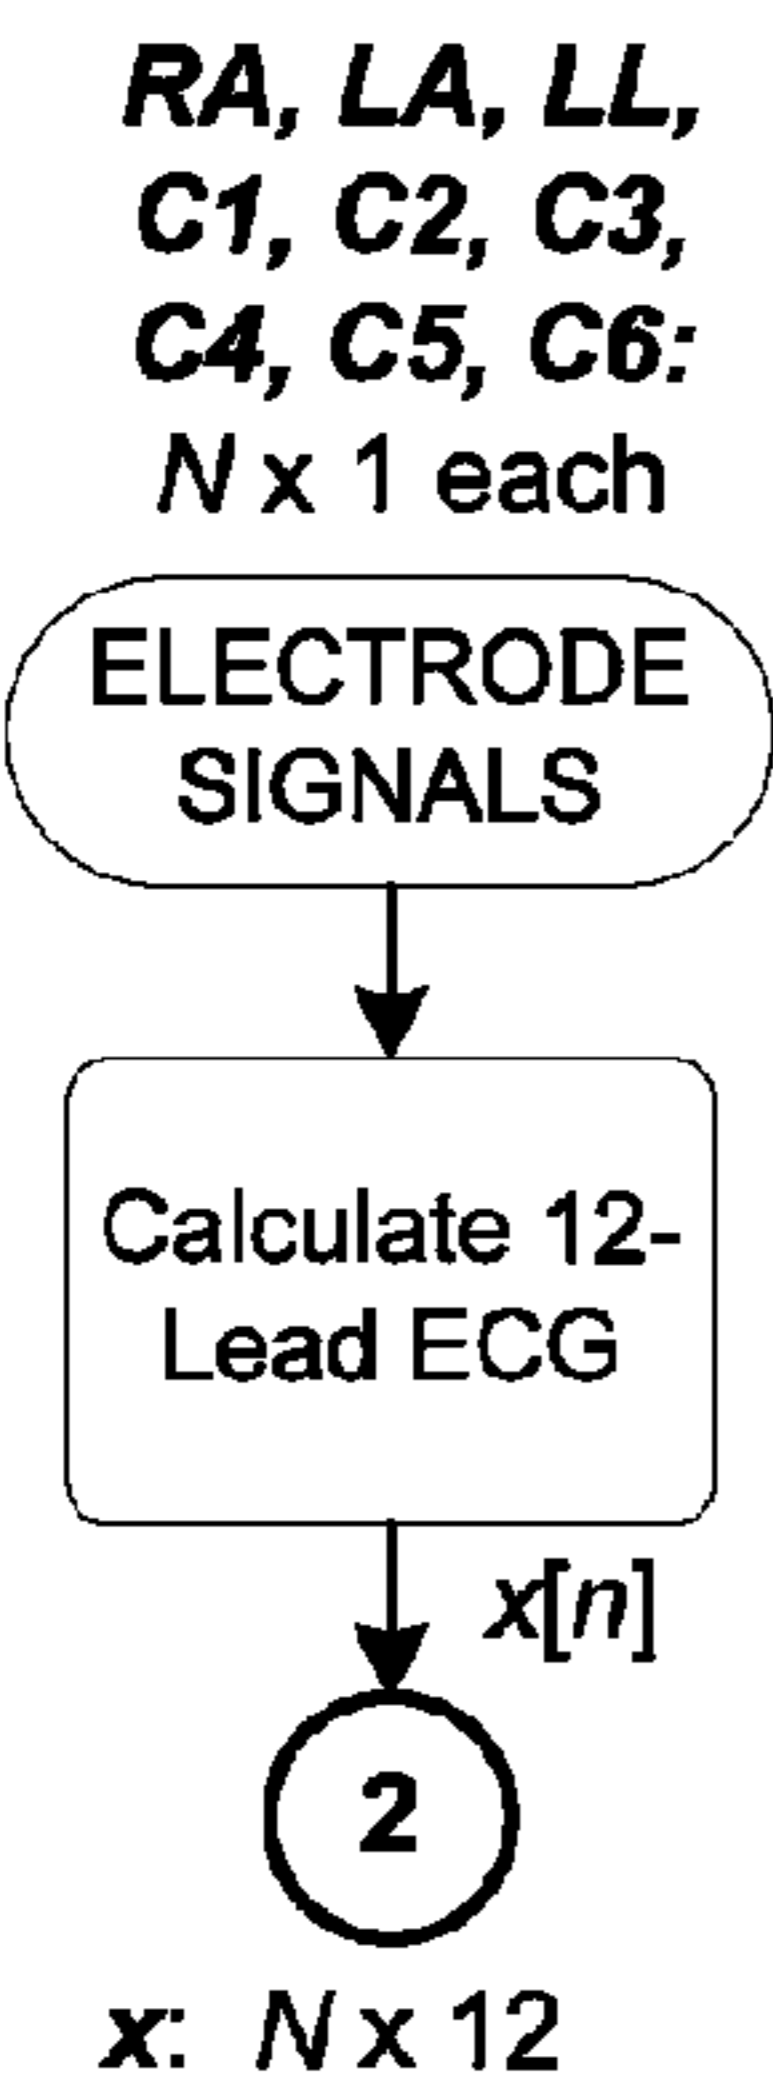 RA, LA, LL,
C1, C2, C3,
C4, C5, C6:
N x 1 each
ELECTRODE
SIGNALS
Calculate 12-
Lead ECG
x[n]
2
x: N x 12